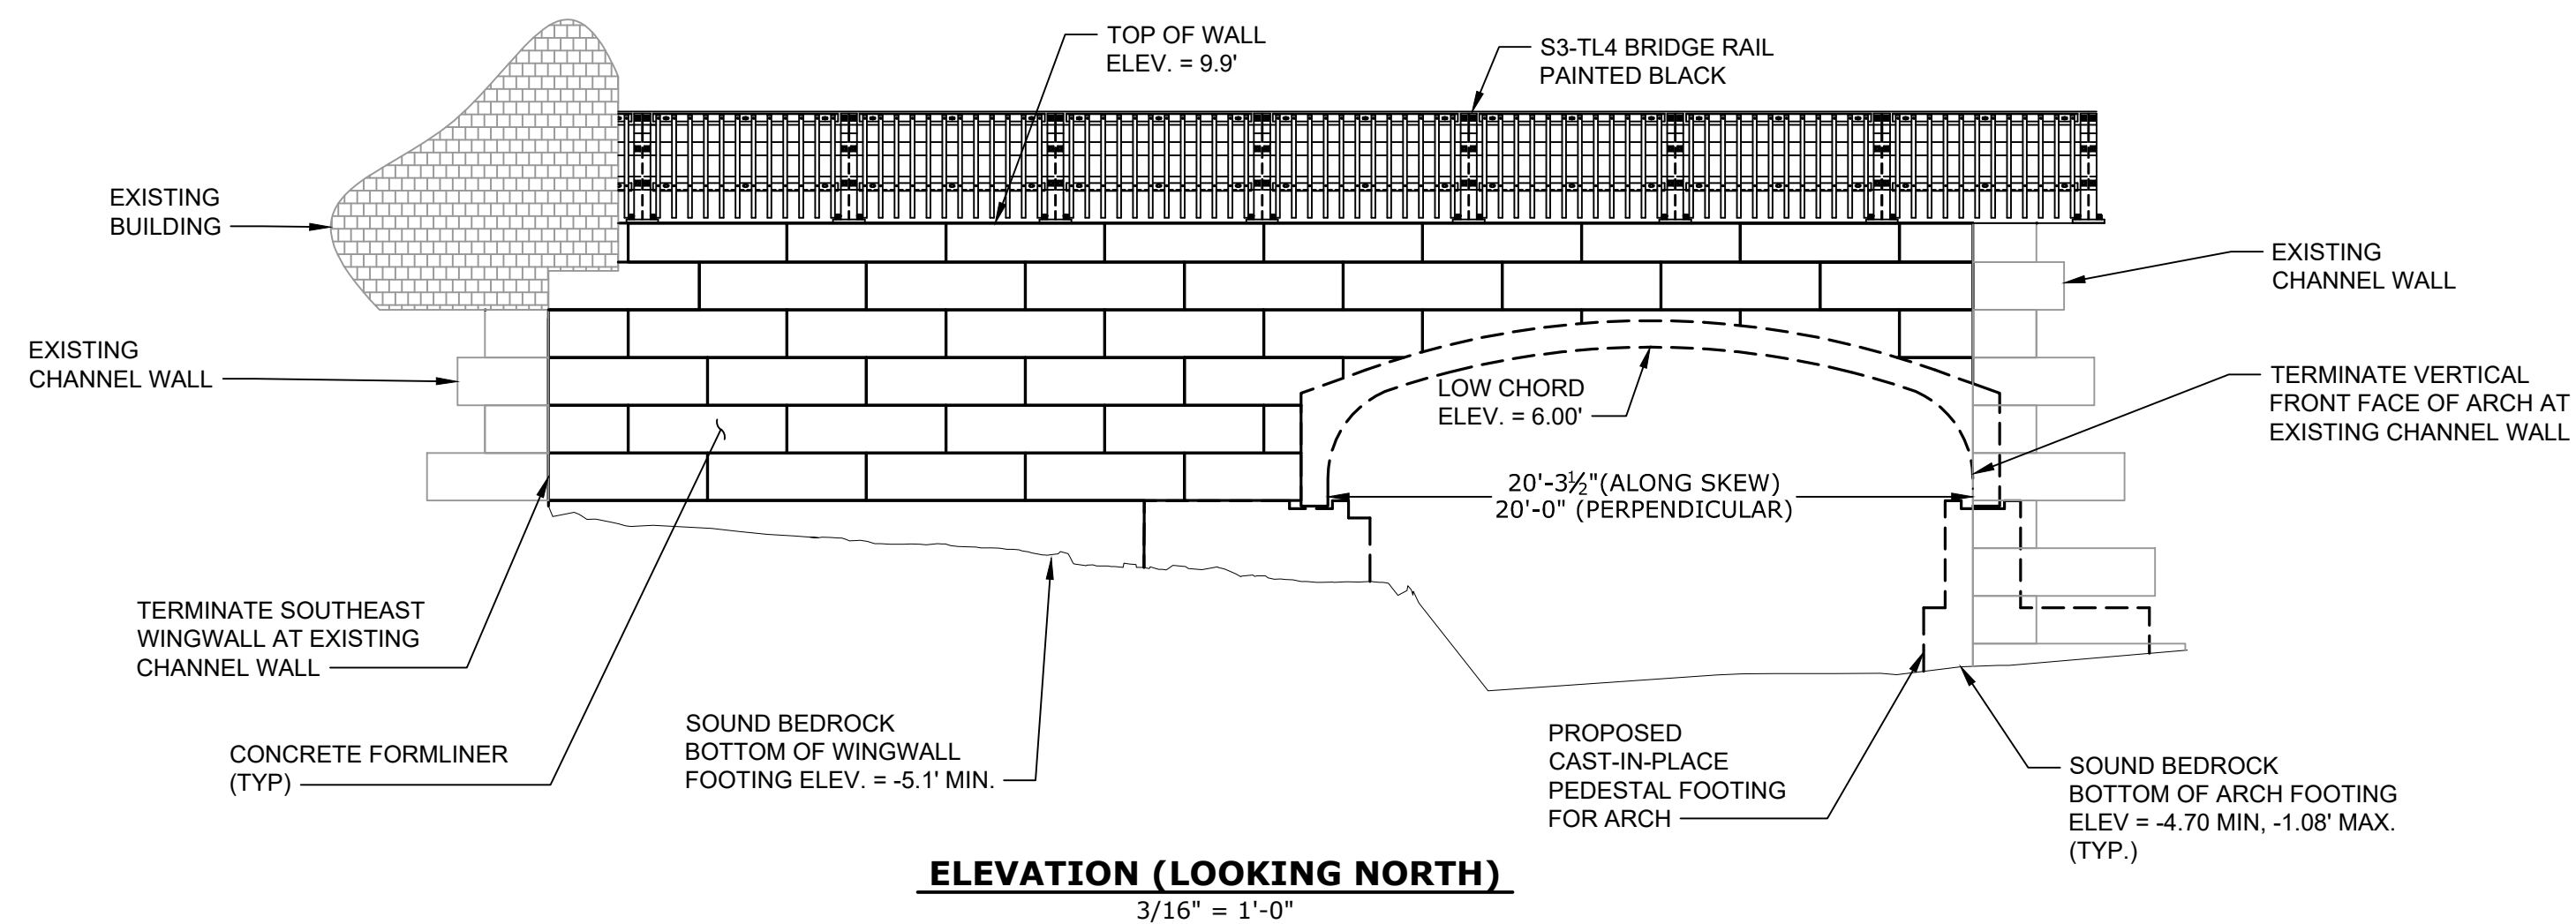 TOP OF WALL
ELEV. = 9.9'
S3-TL4 BRIDGE RAIL
PAINTED BLACK
EXISTING
BUILDING
EXISTING
CHANNEL WALL
EXISTING
CHANNEL WALL
LOW CHORD
ELEV. = 6.00'
TERMINATE VERTICAL
FRONT FACE OF ARCH AT
EXISTING CHANNEL WALL
20'-3½"(ALONG SKEW)
20'-0" (PERPENDICULAR)
TERMINATE SOUTHEAST
WINGWALL AT EXISTING
CHANNEL WALL
CONCRETE FORMLINER
(TYP)
SOUND BEDROCK
BOTTOM OF WINGWALL
FOOTING ELEV. = -5.1' MIN.
PROPOSED
CAST-IN-PLACE
PEDESTAL FOOTING
FOR ARCH
SOUND BEDROCK
BOTTOM OF ARCH FOOTING
ELEV = -4.70 MIN, -1.08' MAX.
(TYP.)
ELEVATION (LOOKING NORTH)
3/16" = 1'-0"